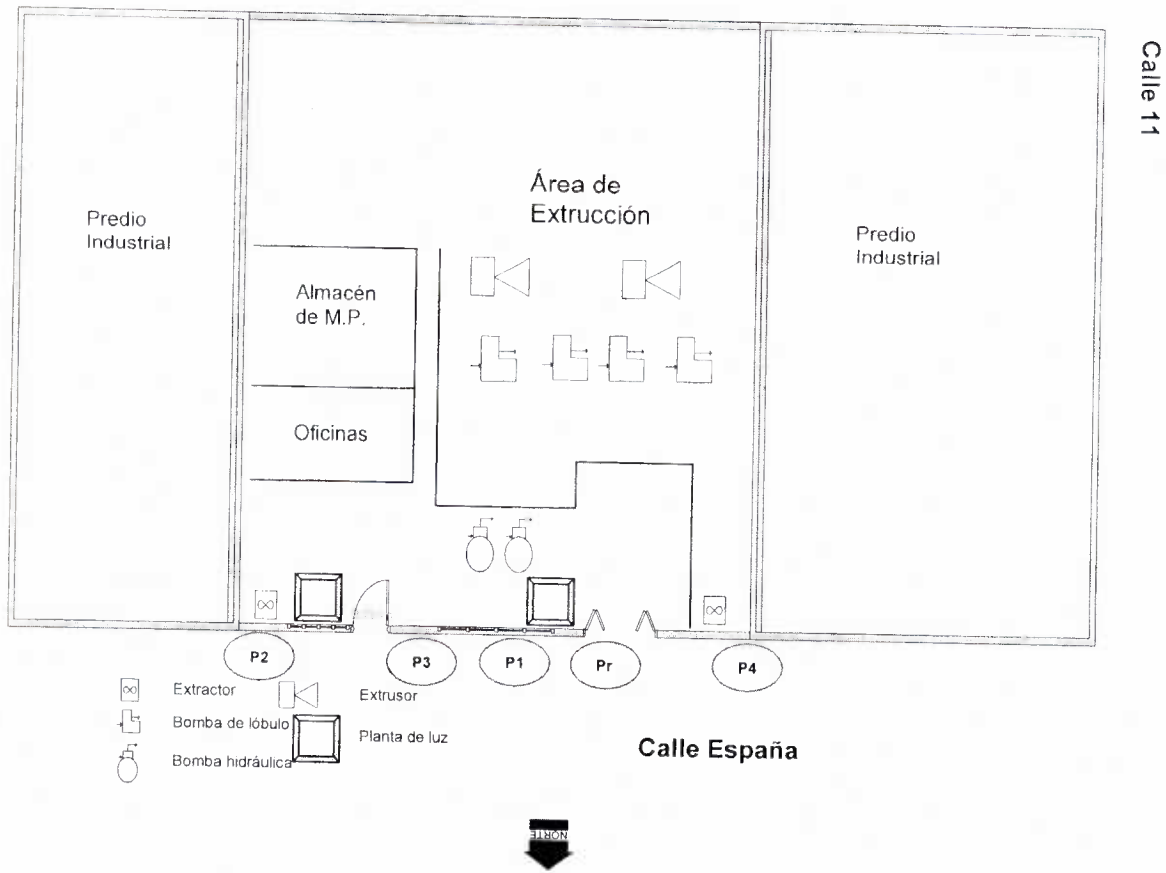 Calle 11
Predio
Industrial
Área de
Extrucción
Predio
Industrial
Almacén
de M.P.
Oficinas
P2
P3
P1
Pr
P4
Extractor
Extrusor
Bomba de lóbulo
Planta de luz
Bomba hidráulica
Calle España
NORTE